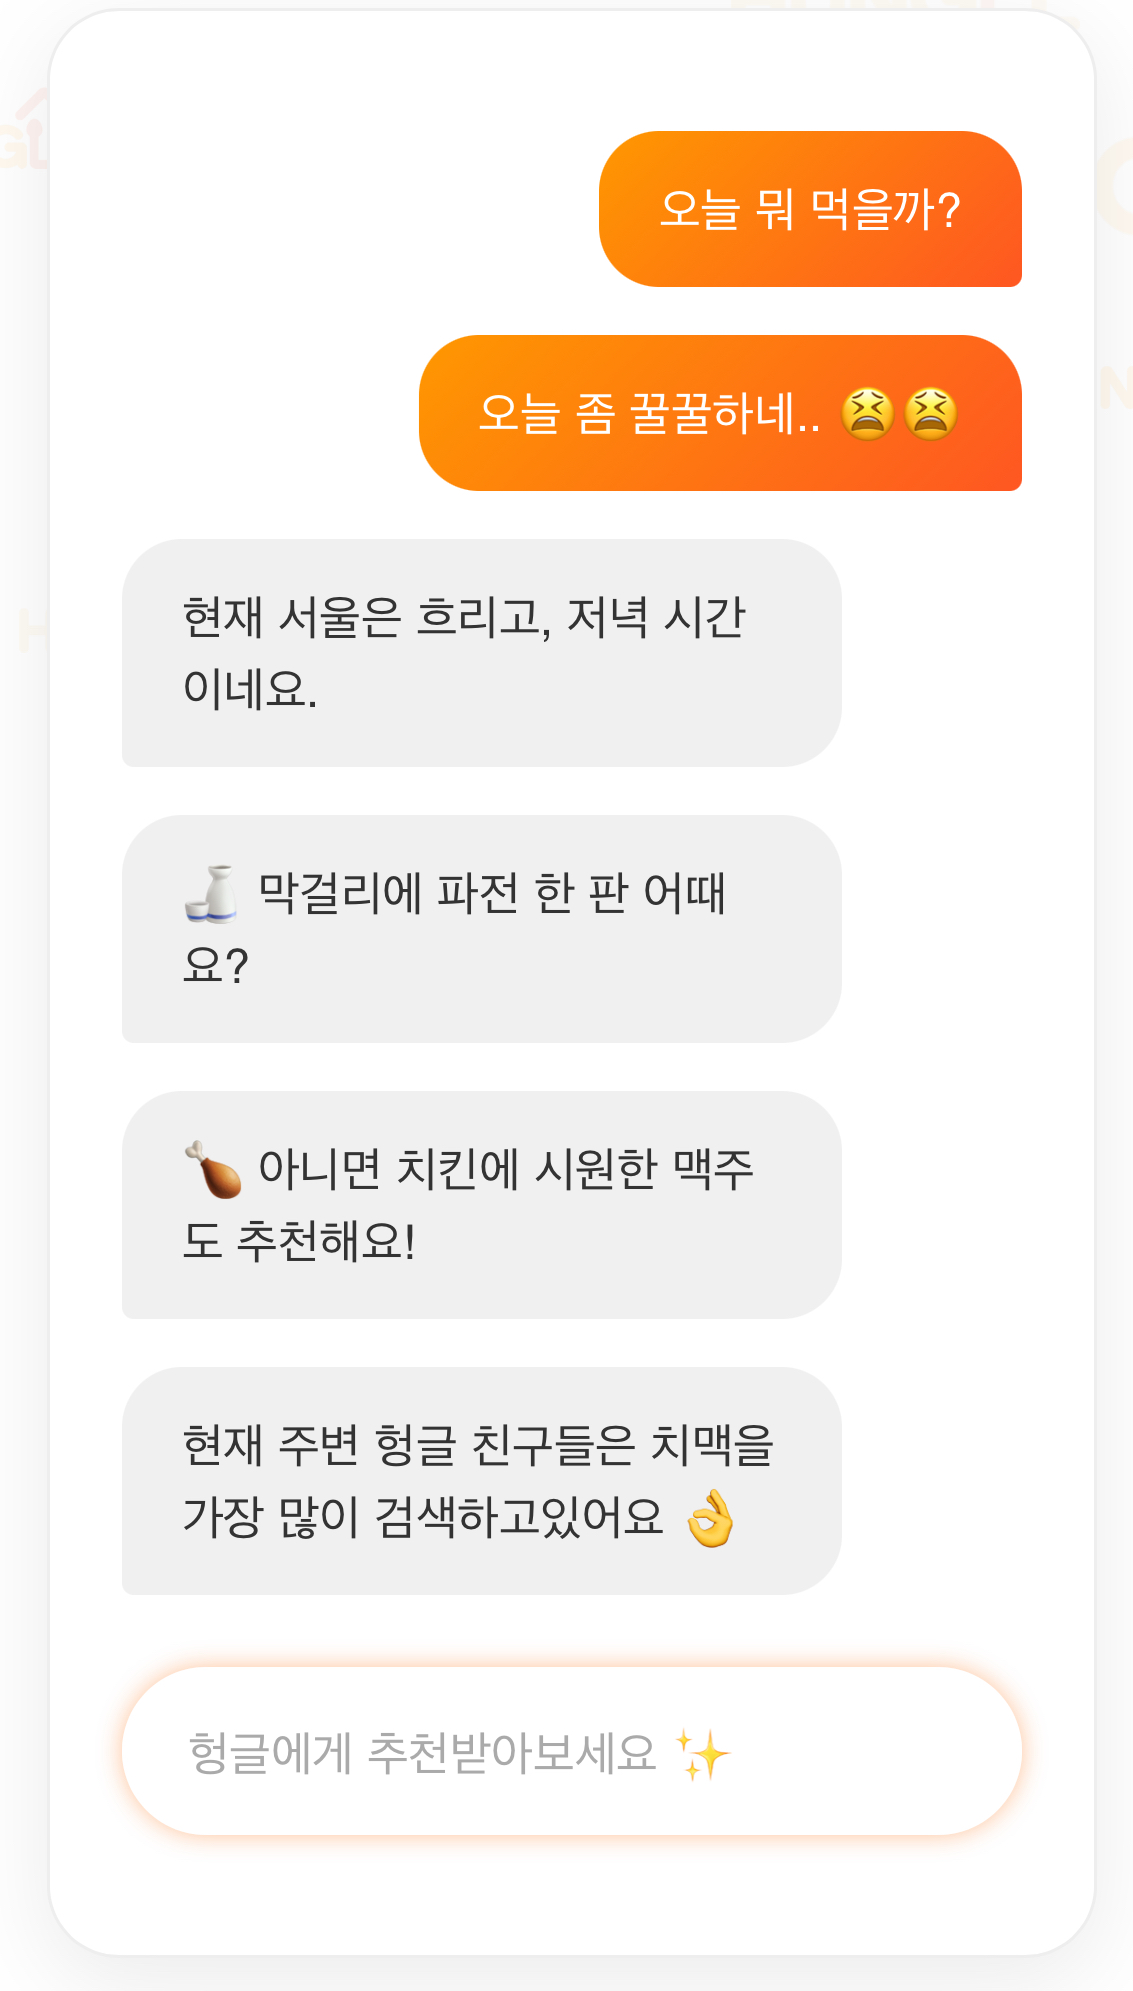 오늘 뭐 먹을까?
오늘 좀 꿀꿀하네.. 😫😫
현재 서울은 흐리고, 저녁 시간
이네요.
🍶 막걸리에 파전 한 판 어때
요?
🍗 아니면 치킨에 시원한 맥주
도 추천해요!
현재 주변 헝글 친구들은 치맥을
가장 많이 검색하고있어요 👌
헝글에게 추천받아보세요 ✨